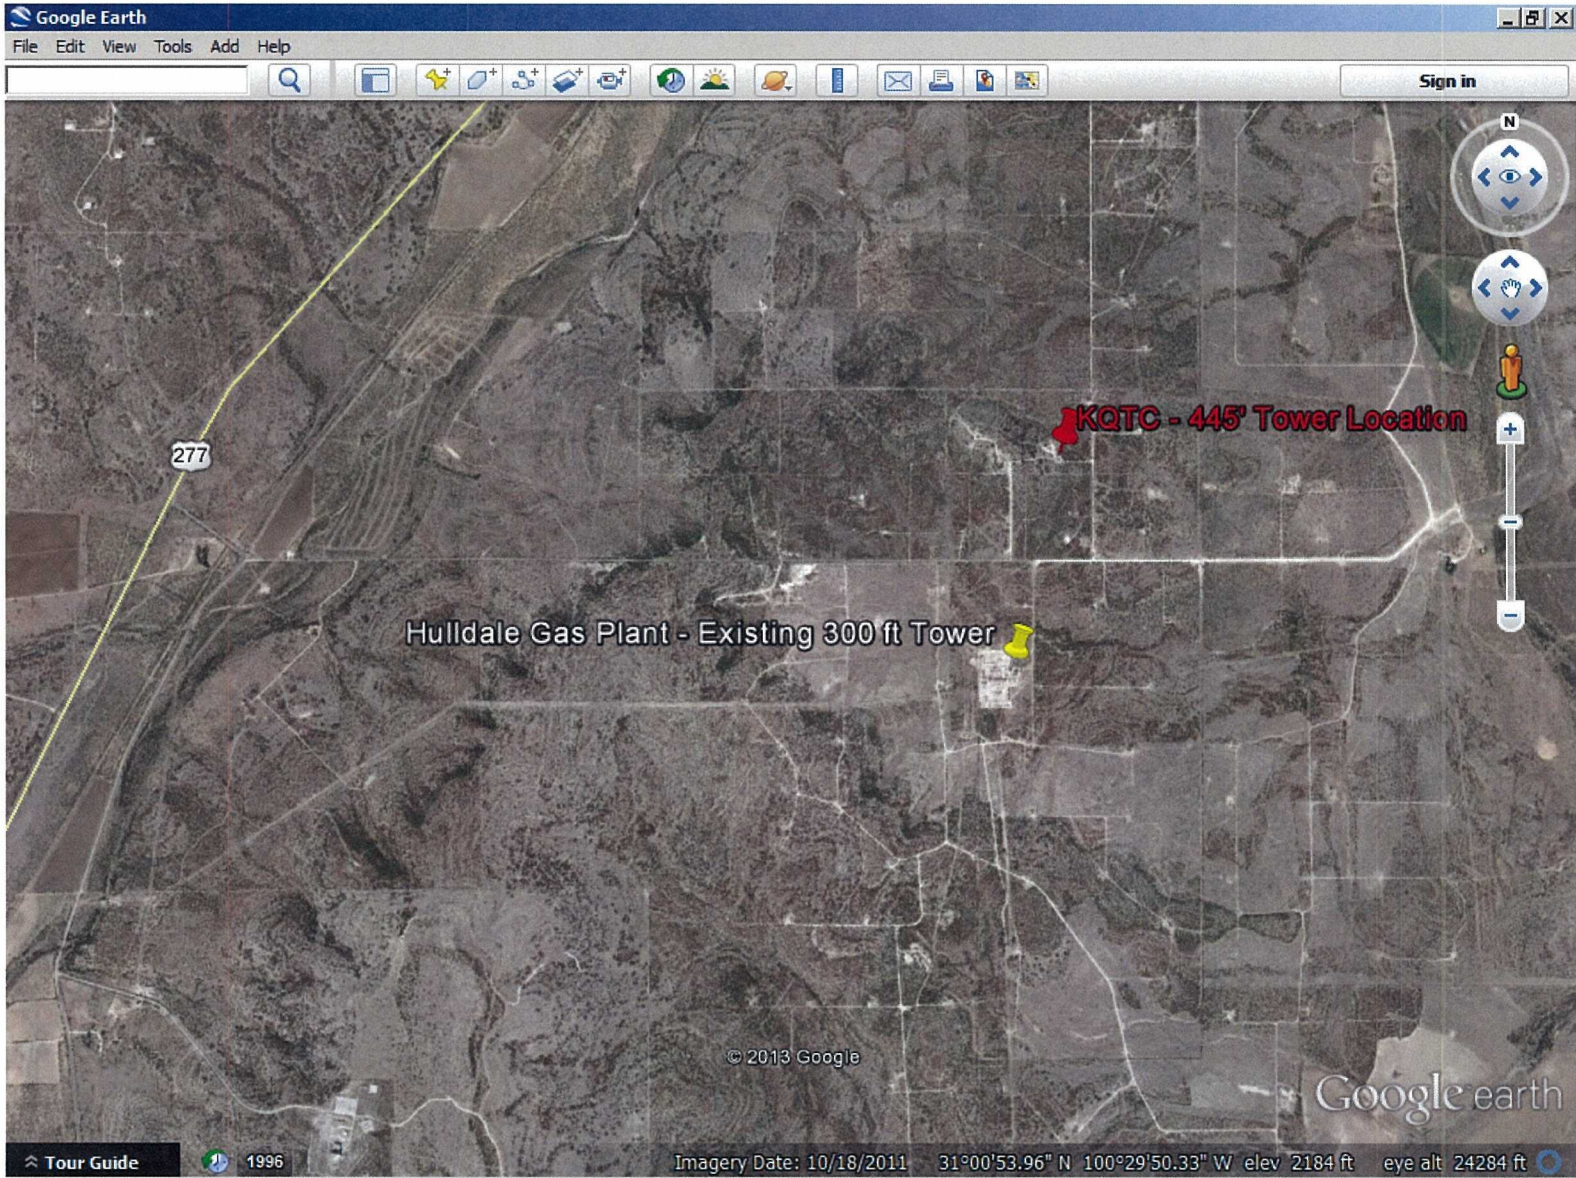 Google Earth
File Edit View Tools Add Help
Sign in
N
KQTC - 445' Tower Location
277
Hulldale Gas Plant - Existing 300 ft Tower
© 2013 Google
Google earth
Tour Guide 1996 Imagery Date: 10/18/2011 31°00'53.96" N 100°29'50.33" W elev 2184 ft eye alt 24284 ft